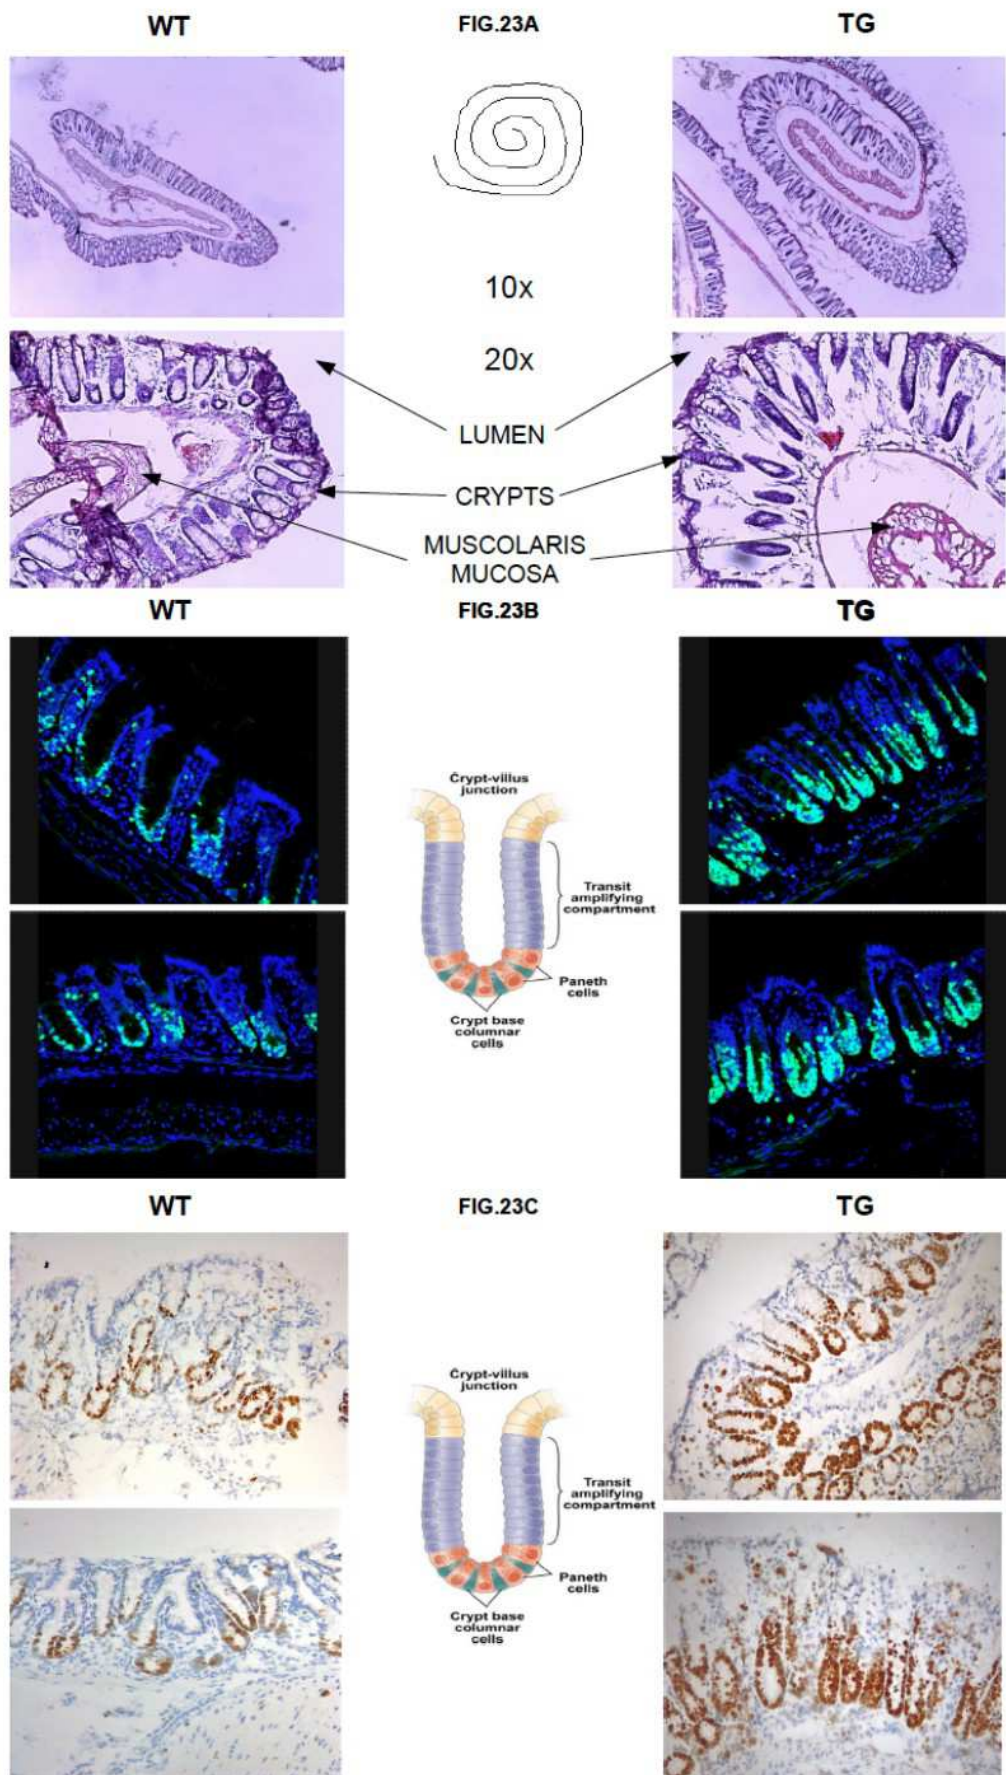 WT FIG.23A TG
10x
20x
LUMEN
CRYPTS
MUSCOLARIS
MUCOSA
WT FIG.23B TG
Crypt-villus
junction
Transit
amplifying
compartment
Paneth
cells
Crypt base
columnar
cells
WT FIG.23C TG
Crypt-villus
junction
Transit
amplifying
compartment
Paneth
cells
Crypt base
columnar
cells